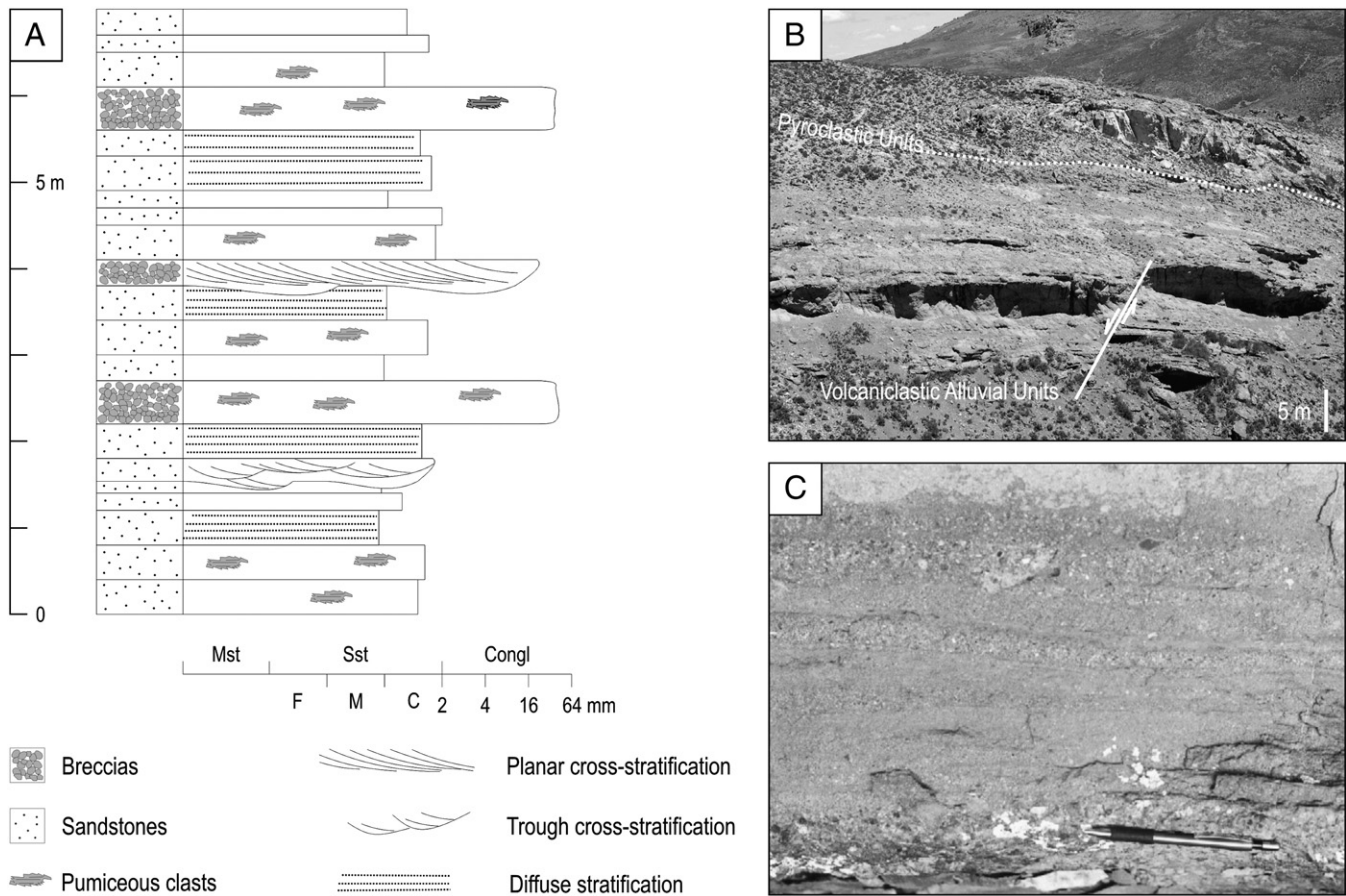 A
5 m
0
Mst Sst Congl
F M C 2 4 16 64 mm
Breccias
Planar cross-stratification
Sandstones
Trough cross-stratification
Pumiceous clasts
Diffuse stratification
B
Pyroclastic Units
Volcaniclastic Alluvial Units
5 m
C